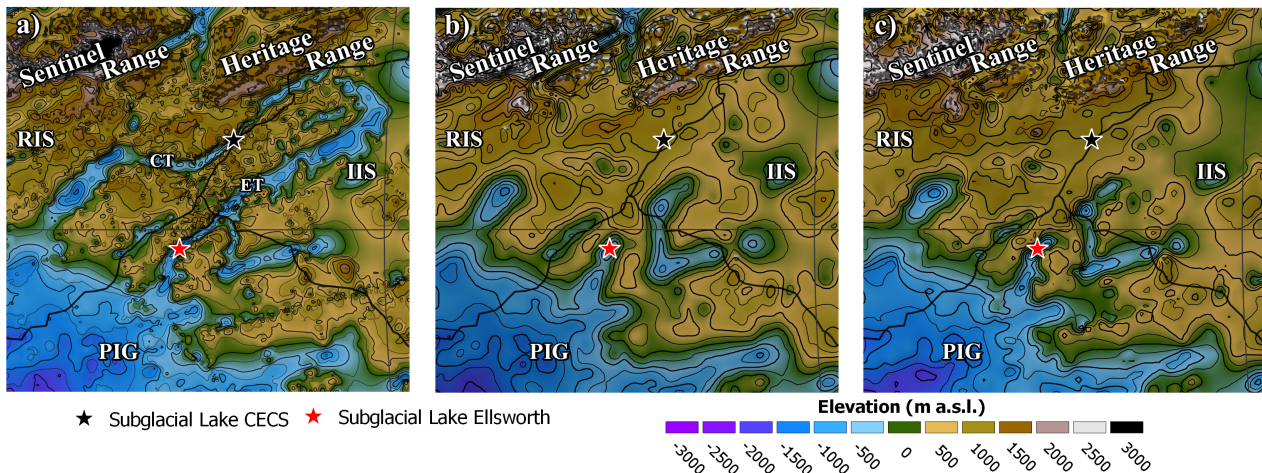 a)
Sentinel
Range
Heritage
Range
RIS
CT
ET
IIS
PIG
b)
Sentinel
Range
Heritage
Range
RIS
IIS
PIG
c)
Sentinel
Range
Heritage
Range
RIS
IIS
PIG
Subglacial Lake CECS
Subglacial Lake Ellsworth
Elevation (m a.s.l.)
-3000
-2500
-2000
-1500
-1000
-500
0
500
1000
1500
2000
2500
3000